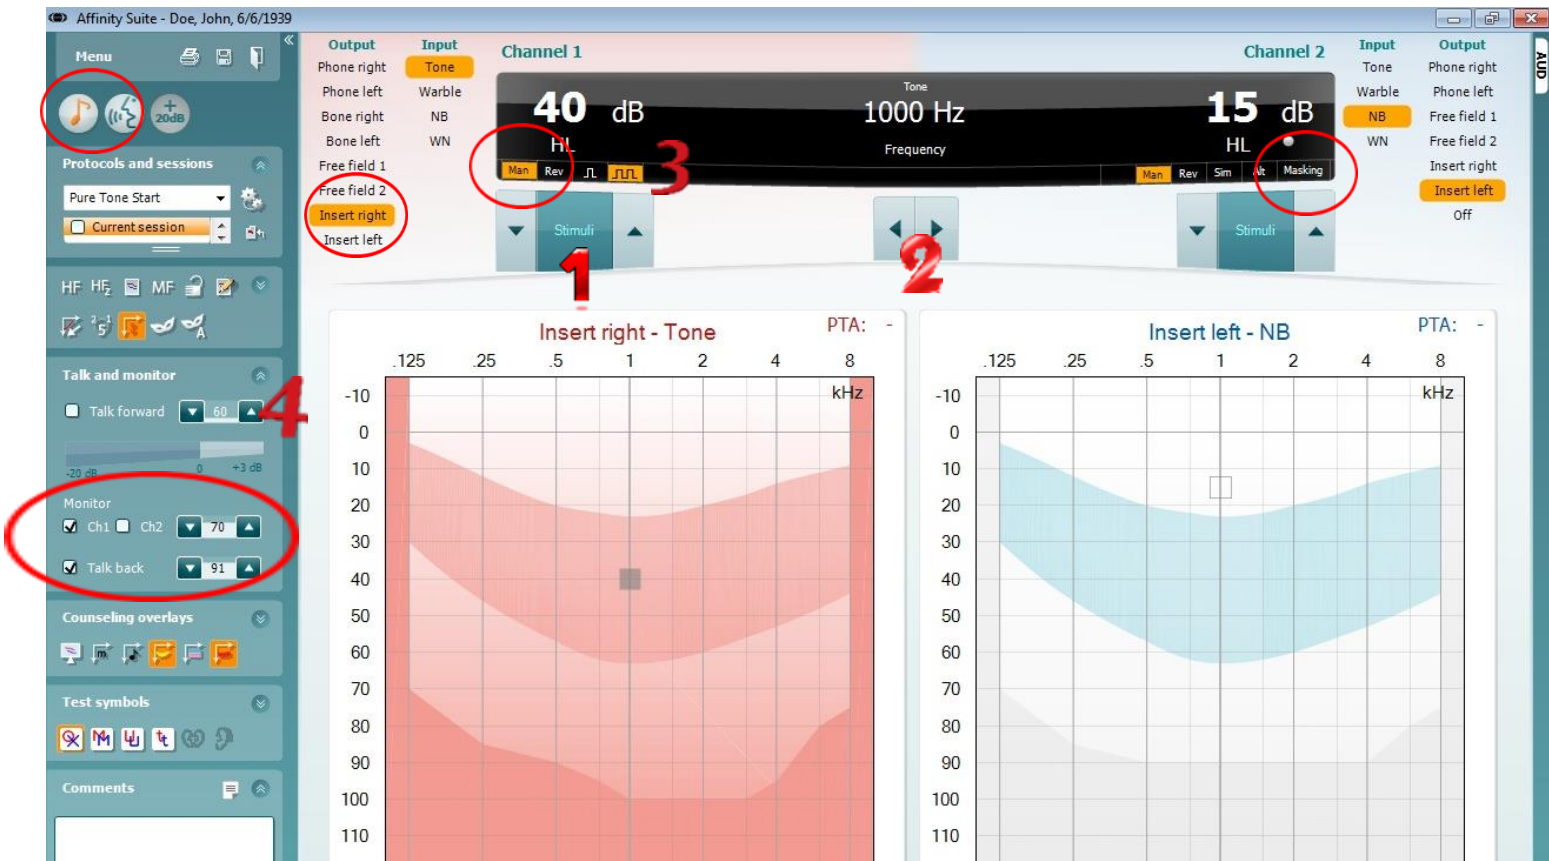 Affinity Suite - Doe, John, 6/6/1939
Menu
+
20dB
Protocols and sessions
Pure Tone Start
Current session
HF HF2 MF
2 5 1
A
Talk and monitor
Talk forward 60
4
-20 dB 0 +3 dB
Monitor
Ch1 Ch2 70
Talk back 91
Counseling overlays
m
Test symbols
M U t
Comments
Output Input
Phone right Tone
Phone left Warble
Bone right NB
Bone left WN
Free field 1
Free field 2
Insert right
Insert left
Channel 1
Channel 2
Tone
40 dB 1000 Hz 15 dB
HL Frequency HL
Man Rev
3
Man Rev Sim Alt Masking
Stimuli
Stimuli
1
2
Input Output
Tone Phone right
Warble Phone left
NB Free field 1
WN Free field 2
Insert right
Insert left
Off
AUD
Insert right - Tone PTA: -
.125 .25 .5 1 2 4 8
kHz
-10
0
10
20
30
40
50
60
70
80
90
100
110
Insert left - NB PTA: -
.125 .25 .5 1 2 4 8
kHz
-10
0
10
20
30
40
50
60
70
80
90
100
110